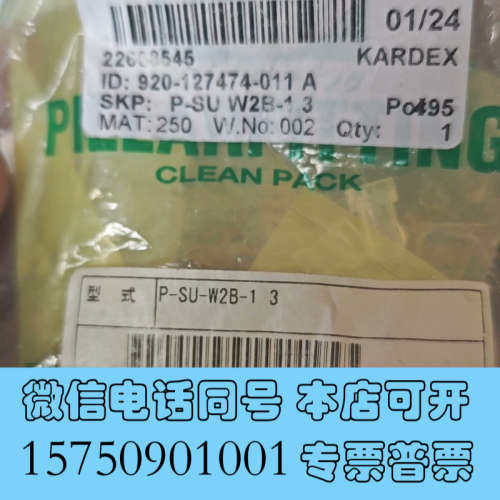 01/24
22608545 KARDEX
ID: 920-127474-011 A
SKP: P-SU W2B-1 3 Po495
MAT: 250 W.No: 002 Qty: 1
CLEAN PACK
型 式 P-SU-W2B-1 3
微信电话同号 本店可开
15750901001 专票普票